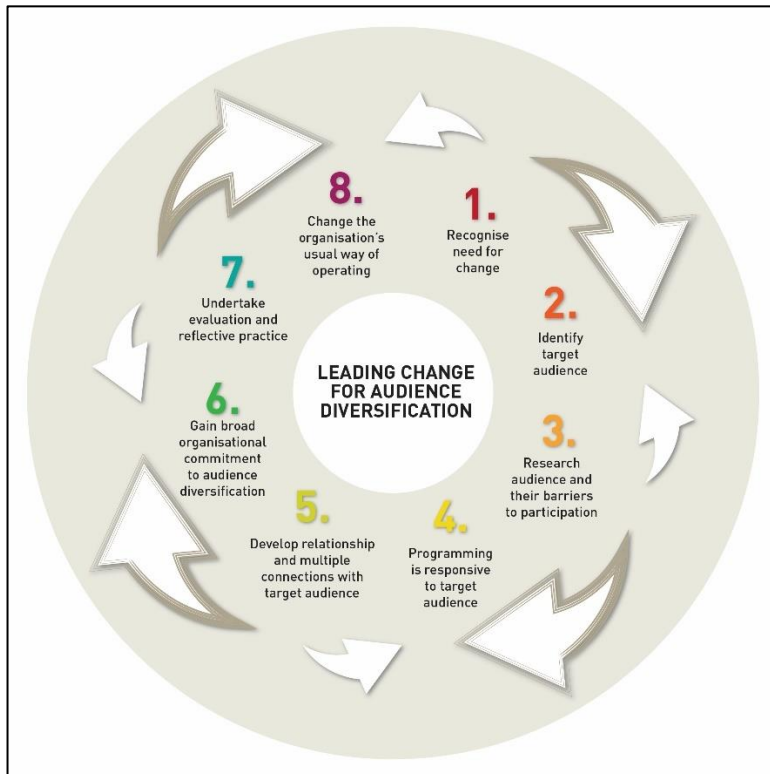 LEADING CHANGE
FOR AUDIENCE
DIVERSIFICATION
1.
Recognise
need for
change
2.
Identify
target
audience
3.
Research
audience and
their barriers
to participation
4.
Programming
is responsive
to target
audience
5.
Develop relationship
and multiple
connections with
target audience
6.
Gain broad
organisational
commitment
to audience
diversification
7.
Undertake
evaluation and
reflective practice
8.
Change the
organisation's
usual way of
operating